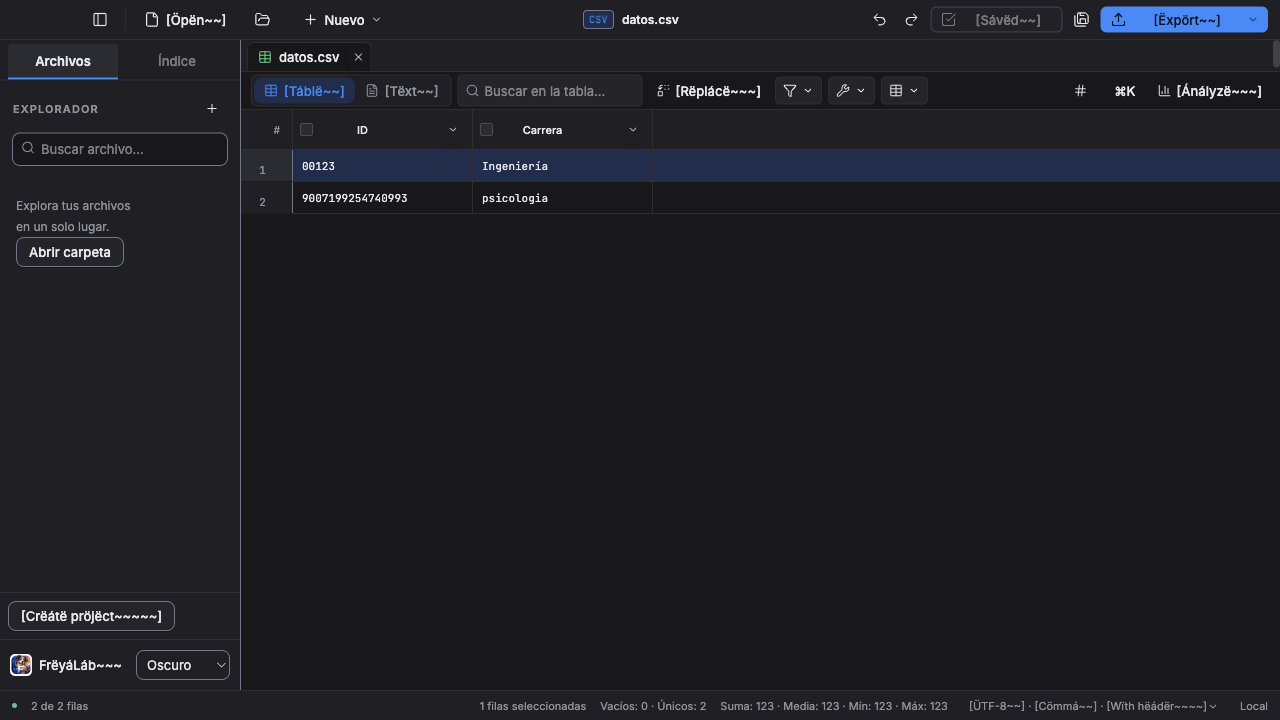 [Öpën~~] Nuevo CSV datos.csv [Sávëd~~] [Ëxpört~~]
Archivos Índice datos.csv
[Táblë~~] [Tëxt~~] Buscar en la tabla... [Rëplácë~~~] ⌘K [Ánályzë~~~]
EXPLORADOR +
Buscar archivo...
Explora tus archivos
en un solo lugar.
Abrir carpeta
# ID Carrera
1 00123 Ingeniería
2 9007199254740993 psicologia
[Crëátë pröjëct~~~~~]
FrëyáLáb~~~ Oscuro
2 de 2 filas 1 filas seleccionadas Vacíos: 0 · Únicos: 2 Suma: 123 · Media: 123 · Mín: 123 · Máx: 123 [ÜTF-8~~] · [Cömmá~~] · [Wíth hëádër~~~~] Local